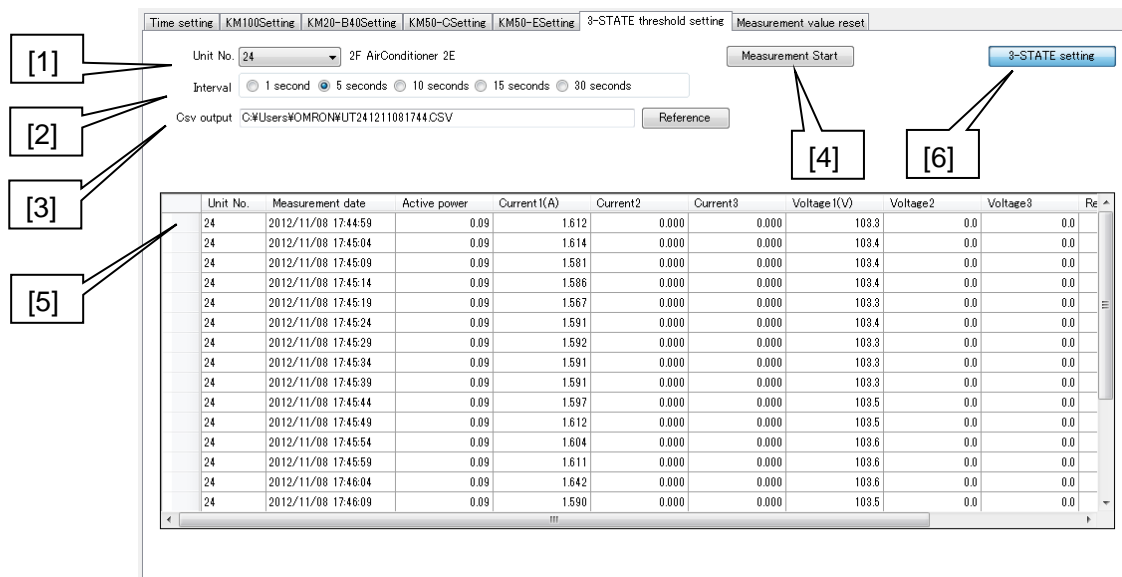 Time setting KM100Setting KM20-B40Setting KM50-CSetting KM50-ESetting 3-STATE threshold setting Measurement value reset
[1] Unit No. 24 2F AirConditioner 2E Measurement Start 3-STATE setting
Interval 1 second 5 seconds 10 seconds 15 seconds 30 seconds
[2] Csv output C:¥Users¥OMRON¥UT241211081744.CSV Reference
[4] [6]
[3]
Unit No. Measurement date Active power Current1(A) Current2 Current3 Voltage1(V) Voltage2 Voltage3 Re
24 2012/11/08 17:44:59 0.09 1.612 0.000 0.000 103.3 0.0 0.0
24 2012/11/08 17:45:04 0.09 1.614 0.000 0.000 103.4 0.0 0.0
24 2012/11/08 17:45:09 0.09 1.581 0.000 0.000 103.4 0.0 0.0
24 2012/11/08 17:45:14 0.09 1.586 0.000 0.000 103.4 0.0 0.0
[5]
24 2012/11/08 17:45:19 0.09 1.567 0.000 0.000 103.3 0.0 0.0
24 2012/11/08 17:45:24 0.09 1.591 0.000 0.000 103.4 0.0 0.0
24 2012/11/08 17:45:29 0.09 1.592 0.000 0.000 103.3 0.0 0.0
24 2012/11/08 17:45:34 0.09 1.591 0.000 0.000 103.3 0.0 0.0
24 2012/11/08 17:45:39 0.09 1.591 0.000 0.000 103.3 0.0 0.0
24 2012/11/08 17:45:44 0.09 1.597 0.000 0.000 103.5 0.0 0.0
24 2012/11/08 17:45:49 0.09 1.612 0.000 0.000 103.5 0.0 0.0
24 2012/11/08 17:45:54 0.09 1.604 0.000 0.000 103.6 0.0 0.0
24 2012/11/08 17:45:59 0.09 1.611 0.000 0.000 103.6 0.0 0.0
24 2012/11/08 17:46:04 0.09 1.642 0.000 0.000 103.6 0.0 0.0
24 2012/11/08 17:46:09 0.09 1.590 0.000 0.000 103.5 0.0 0.0